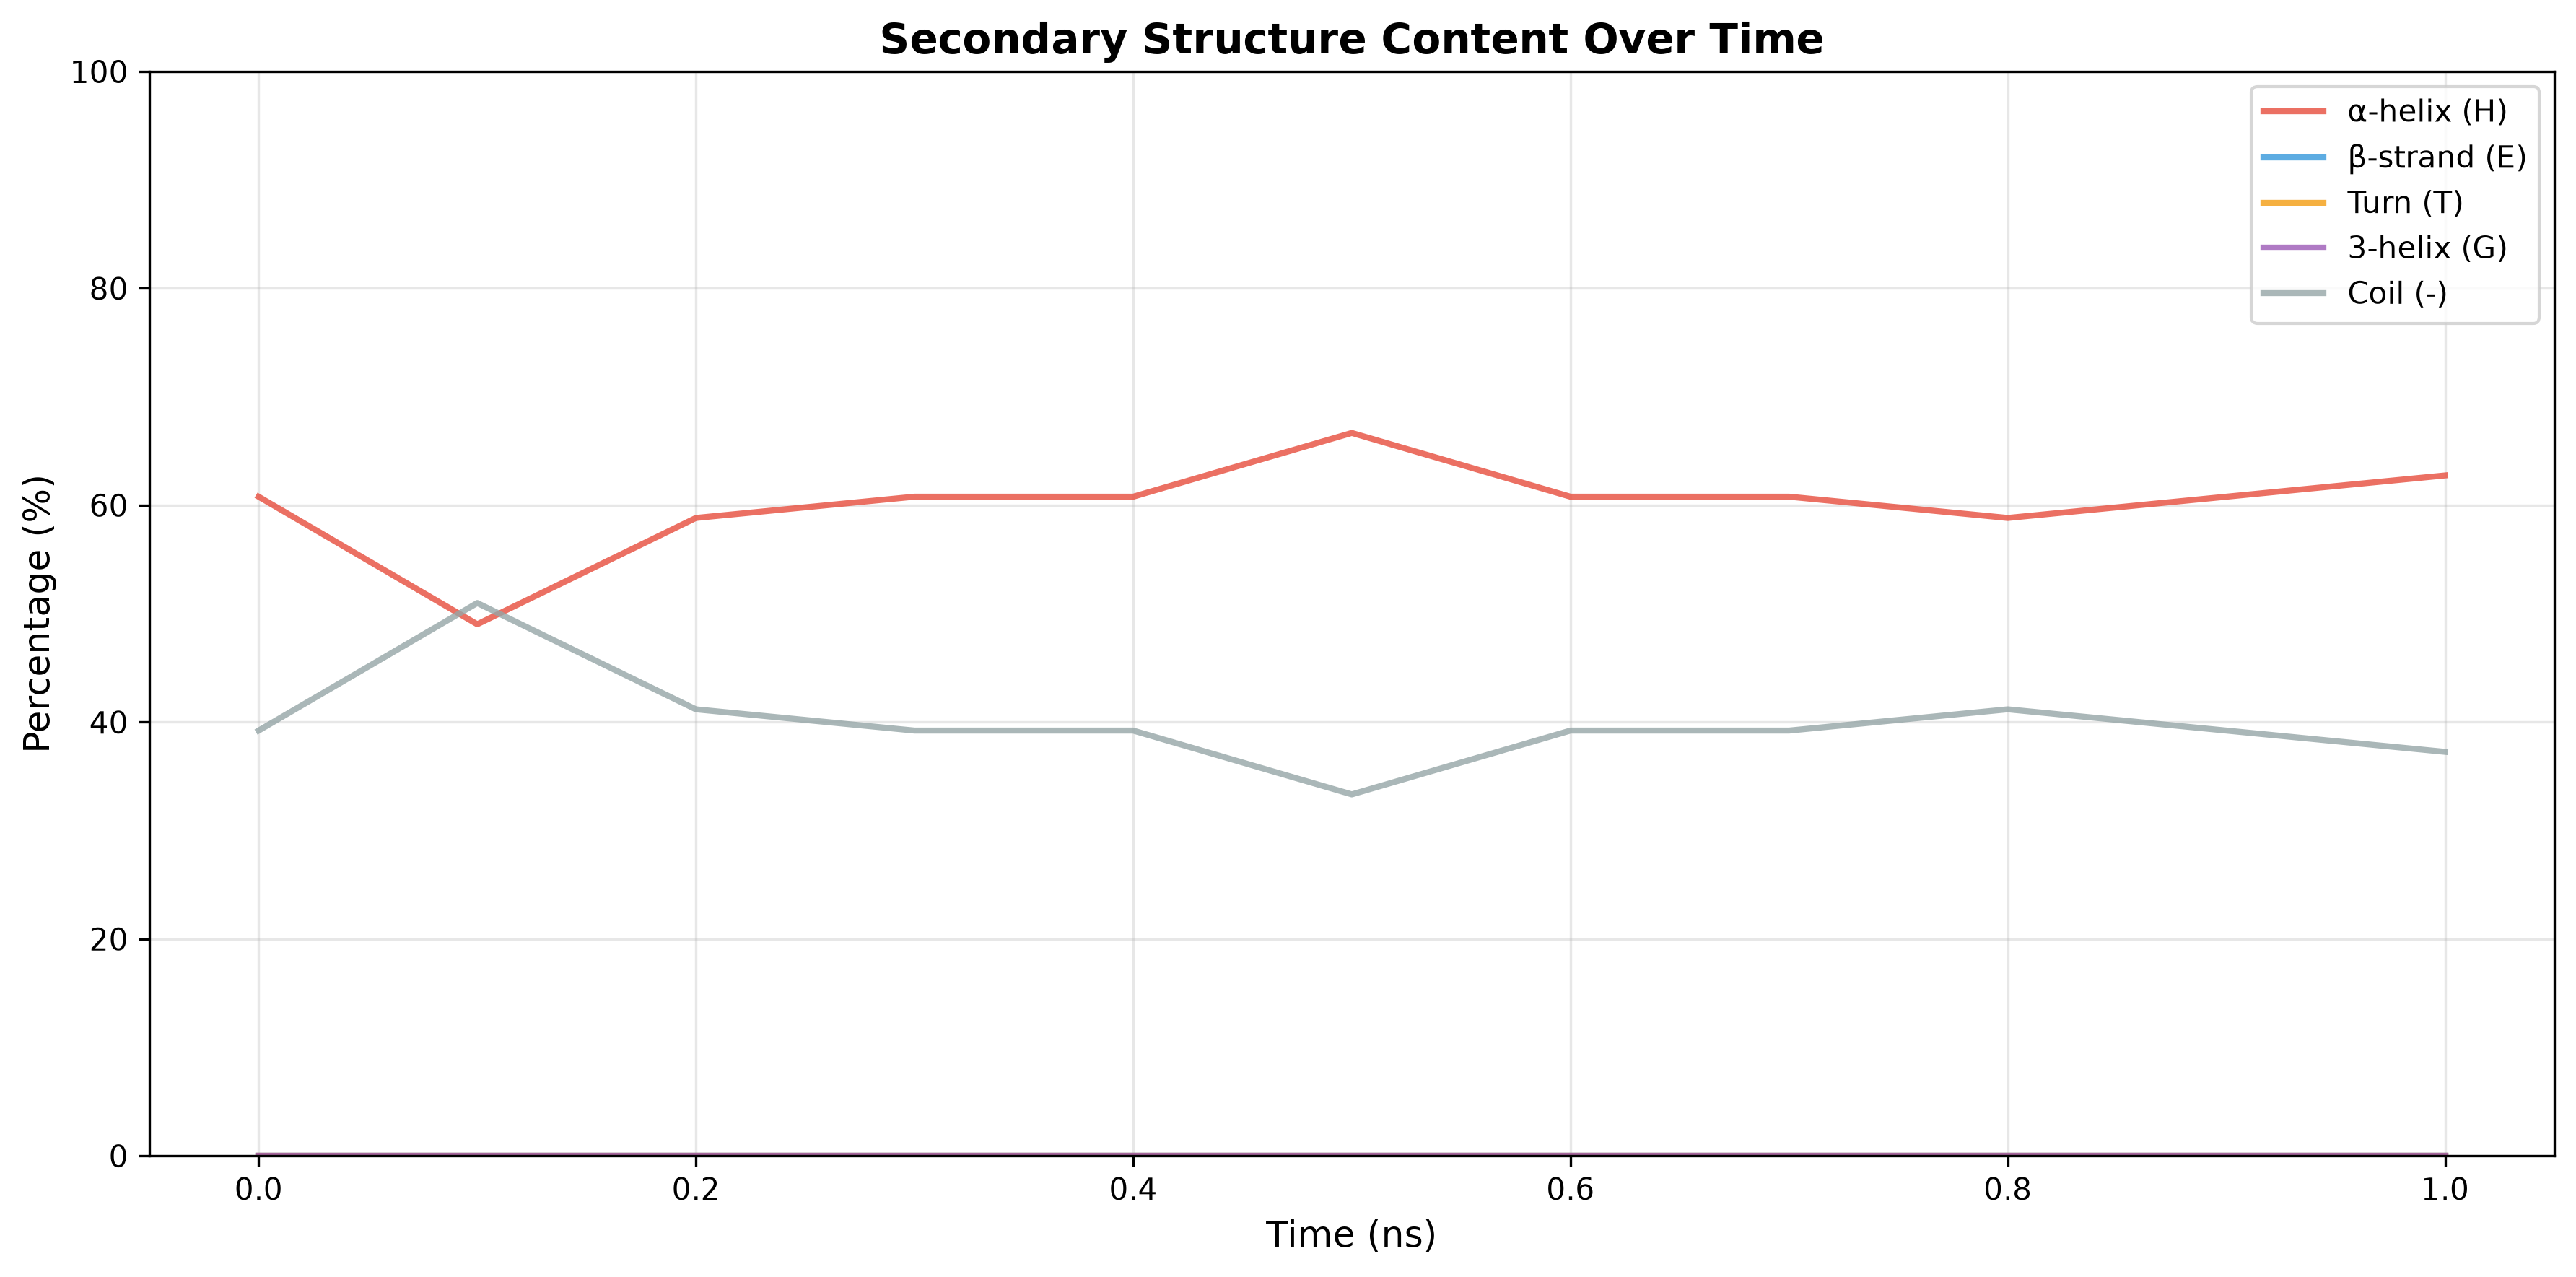 Secondary Structure Content Over Time
100
80
60
40
20
0
Percentage (%)
α-helix (H)
β-strand (E)
Turn (T)
3-helix (G)
Coil (-)
0.0 0.2 0.4 0.6 0.8 1.0
Time (ns)